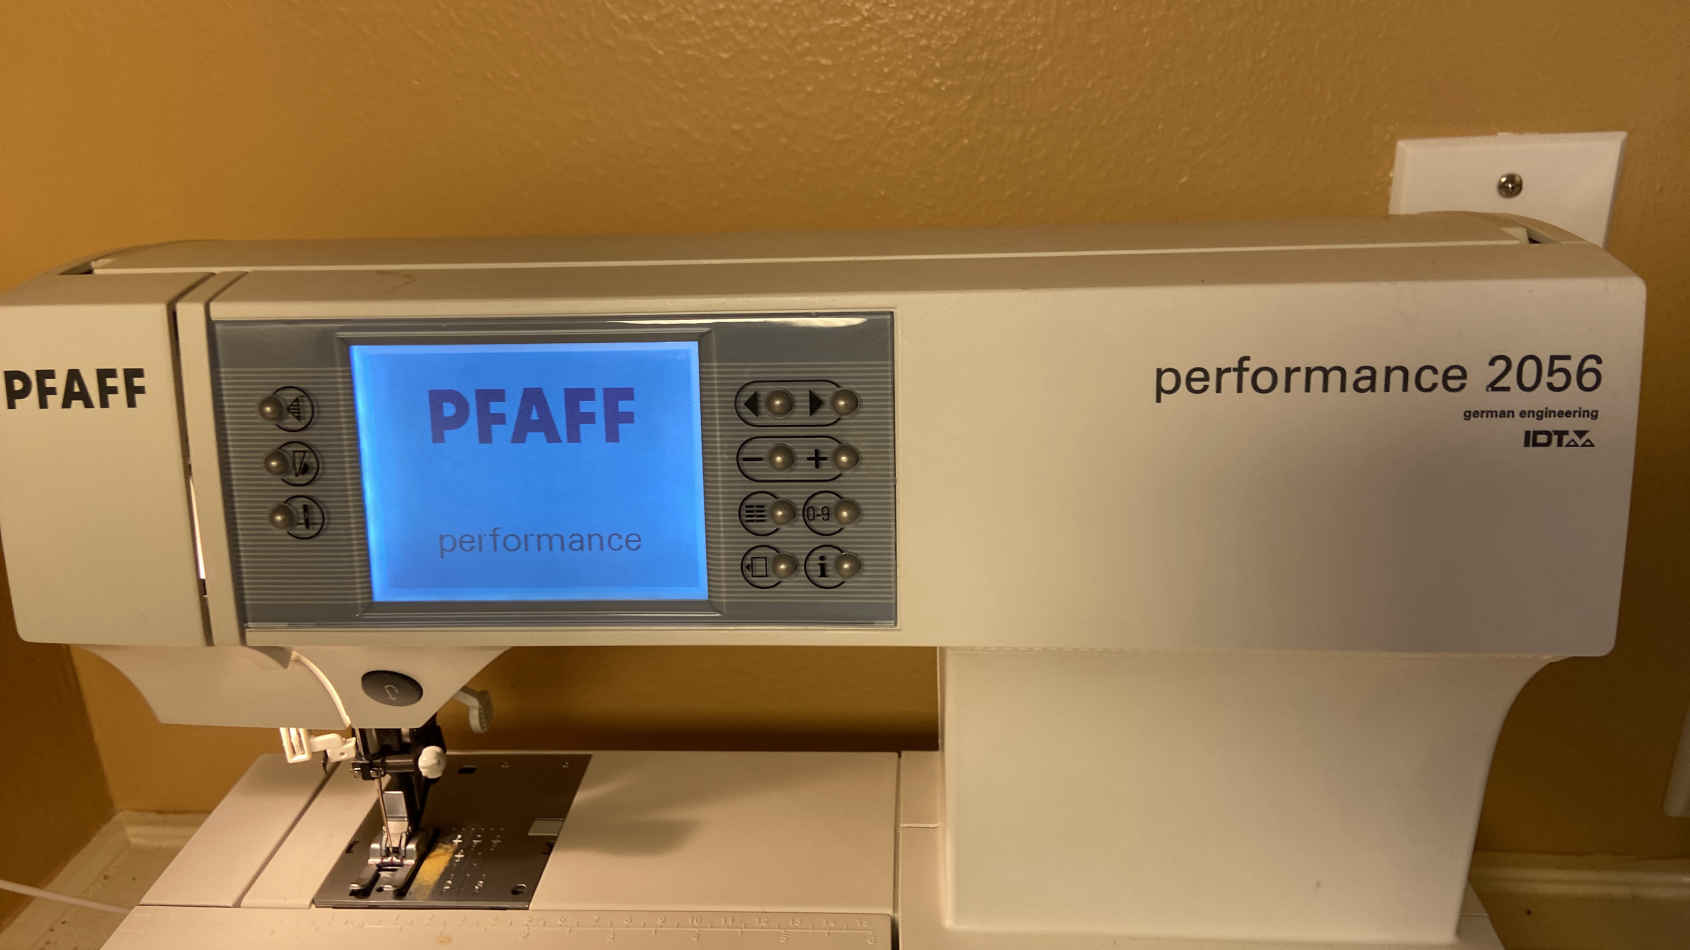 PFAFF
PFAFF
performance
0-9
i
performance 2056
german engineering
IDT